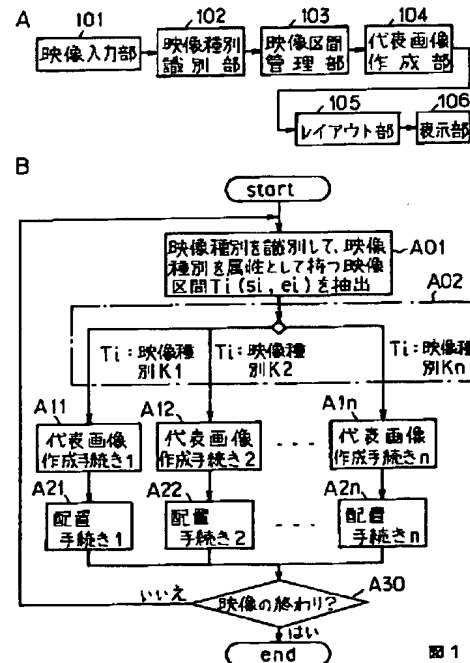 A
101
映像入力部
102
映像種別
識別部
103
映像区間
管理部
104
代表画像
作成部
105
レイアウト部
106
表示部
B
start
映像種別を識別して、映像
種別を属性として持つ映像
区間Ti(si, ei)を抽出
A01
A02
Ti:映像種
別K1
Ti:映像種
別K2
Ti:映像種
別Kn
A11
代表画像
作成手続き1
A12
代表画像
作成手続き2
- - -
A1n
代表画像
作成手続きn
A21
配置
手続き1
A22
配置
手続き2
- - -
A2n
配置
手続きn
いいえ
映像の終わり?
A30
はい
end
図1